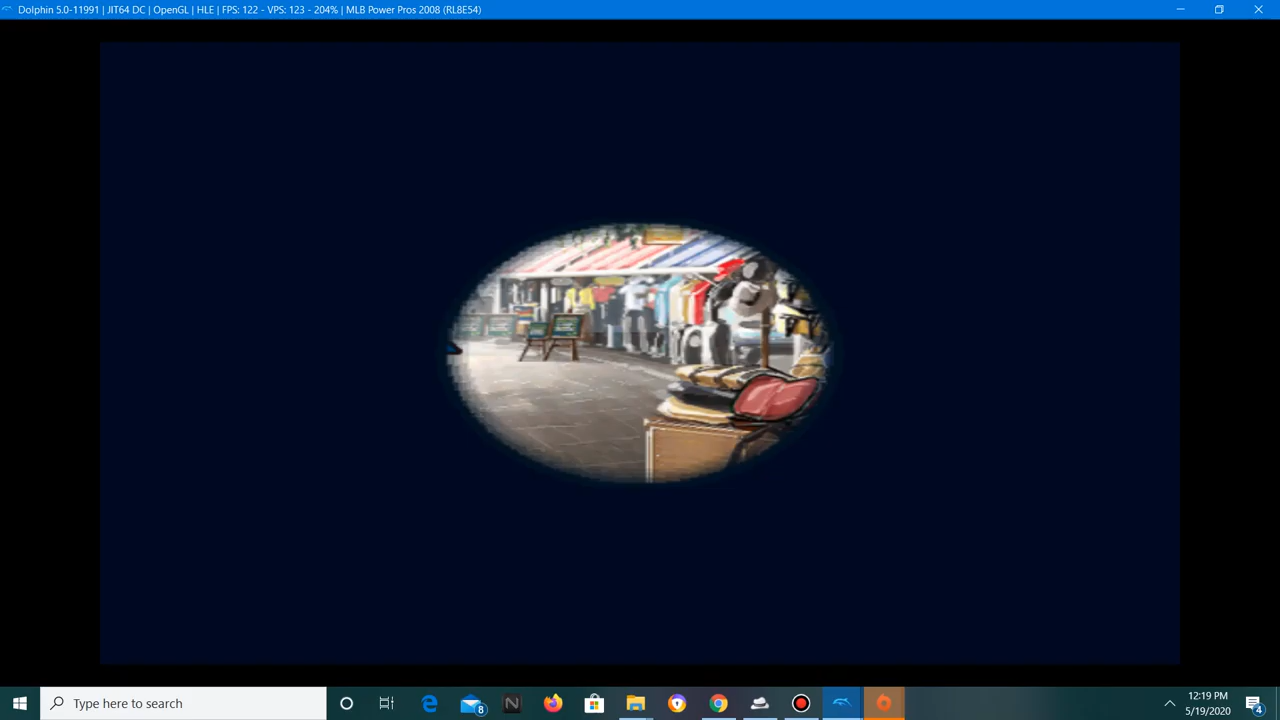 Dolphin 5.0-11991 | JIT64 DC | OpenGL | HLE | FPS: 122 - VPS: 123 - 204% | MLB Power Pros 2008 (RL8E54)
Type here to search
8
N
12:19 PM
5/19/2020
4